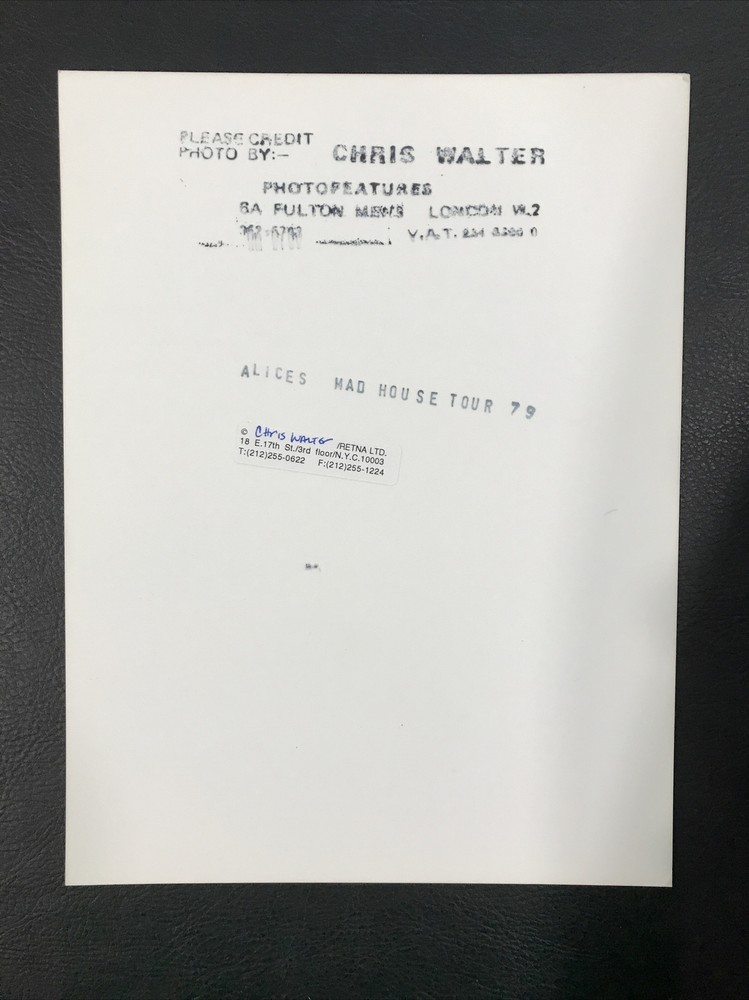 PLEASE CREDIT
PHOTO BY:- CHRIS WALTER
PHOTOFEATURES
6A FULTON MEWS LONDON W.2
V.A.T. 234
ALICES MAD HOUSE TOUR 79
© Chris Walter /RETNA LTD.
18 E.17th St./3rd floor/N.Y.C.10003
T:(212)255-0622 F:(212)255-1224